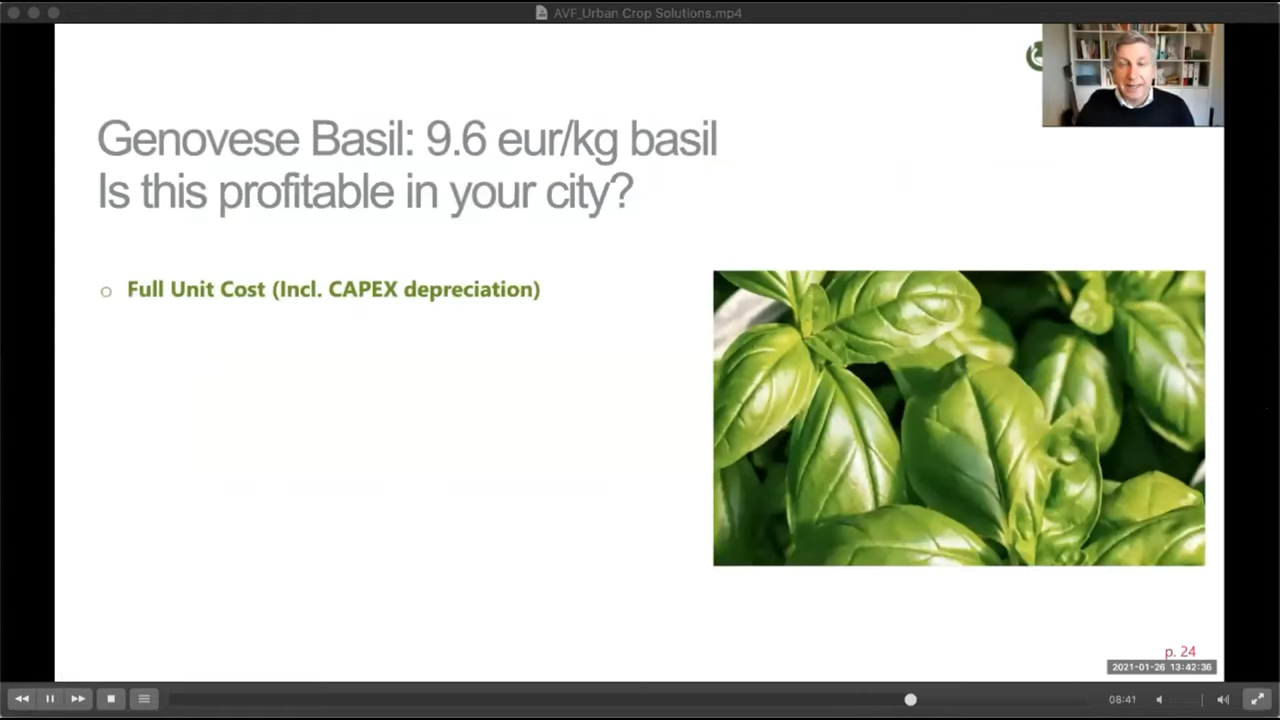 AVF_Urban Crop Solutions.mp4
Genovese Basil: 9.6 eur/kg basil
Is this profitable in your city?
Full Unit Cost (Incl. CAPEX depreciation)
p. 24
2021-01-26 13:42:36
08:41